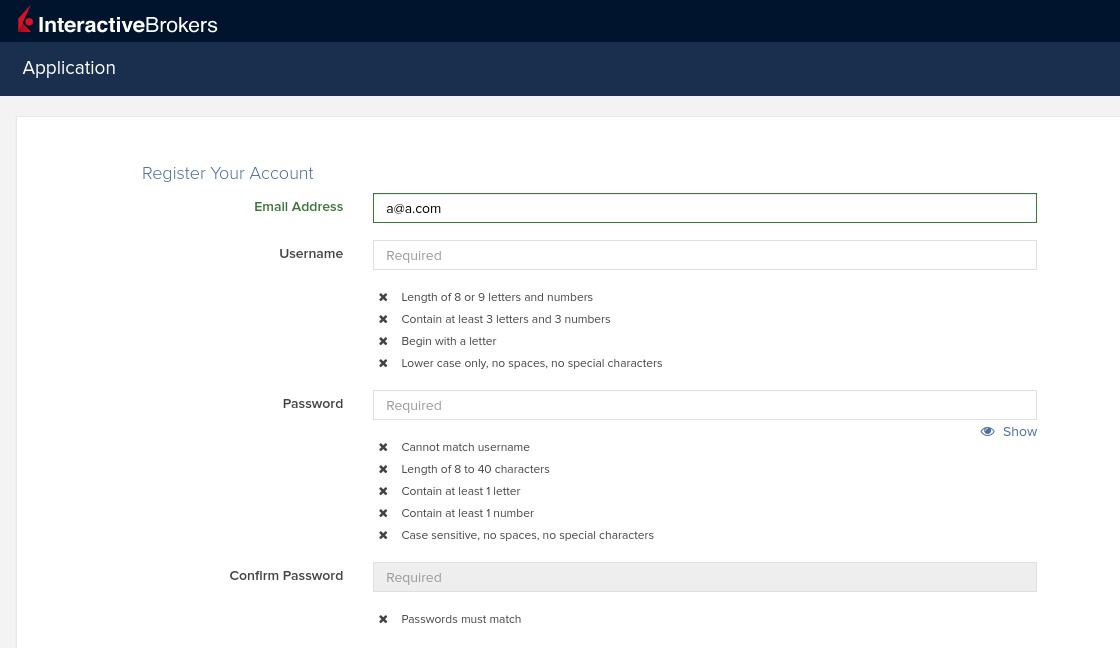 InteractiveBrokers
Application
Register Your Account
Email Address a@a.com
Username Required
Length of 8 or 9 letters and numbers
Contain at least 3 letters and 3 numbers
Begin with a letter
Lower case only, no spaces, no special characters
Password Required
Show
Cannot match username
Length of 8 to 40 characters
Contain at least 1 letter
Contain at least 1 number
Case sensitive, no spaces, no special characters
Confirm Password Required
Passwords must match